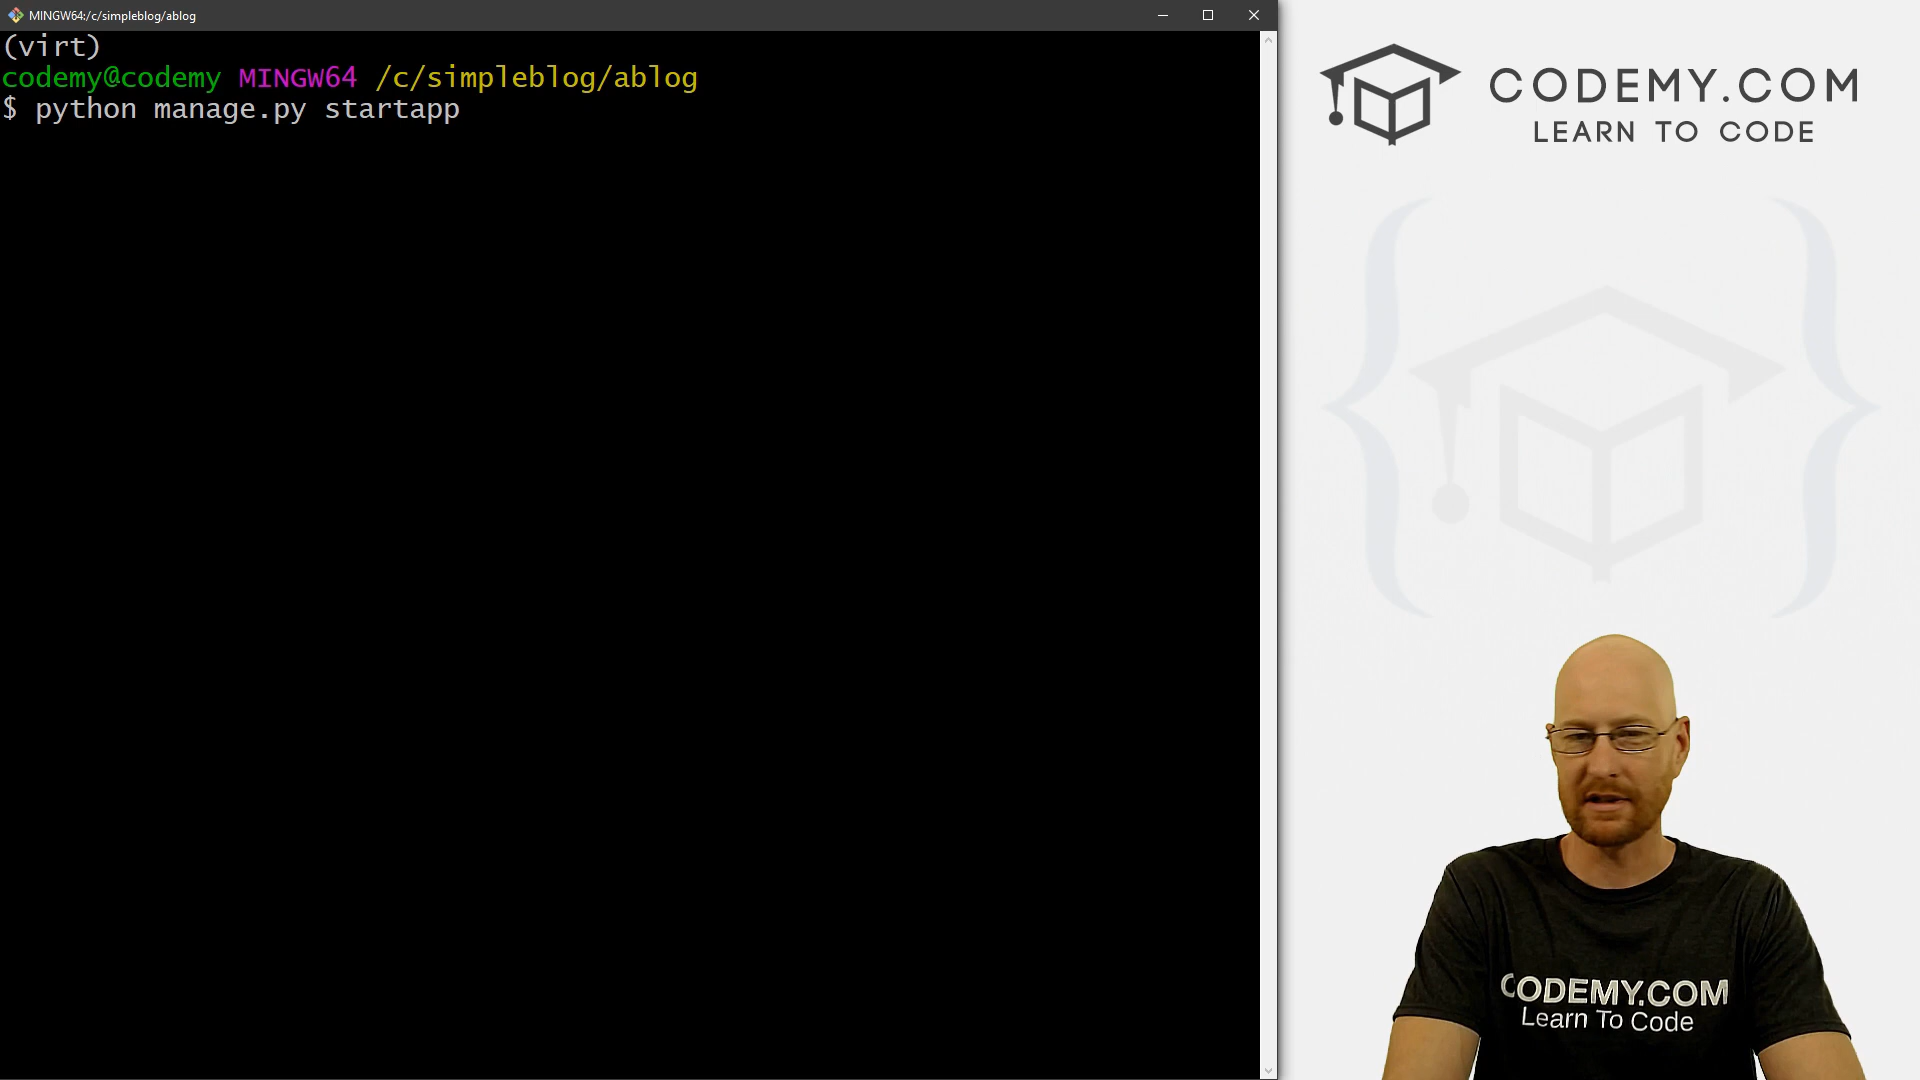 MINGW64:/c/simpleblog/ablog
(virt)
codemy@codemy MINGW64 /c/simpleblog/ablog
$ python manage.py startapp
CODEMY.COM
LEARN TO CODE
CODEMY.COM
Learn To Code